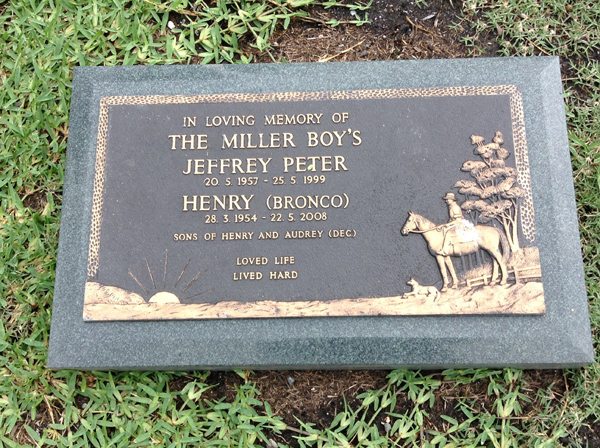 IN LOVING MEMORY OF
THE MILLER BOY'S
JEFFREY PETER
20. 5. 1957 - 25. 5. 1999
HENRY (BRONCO)
28. 3. 1954 - 22. 5. 2008
SONS OF HENRY AND AUDREY (DEC)
LOVED LIFE
LIVED HARD